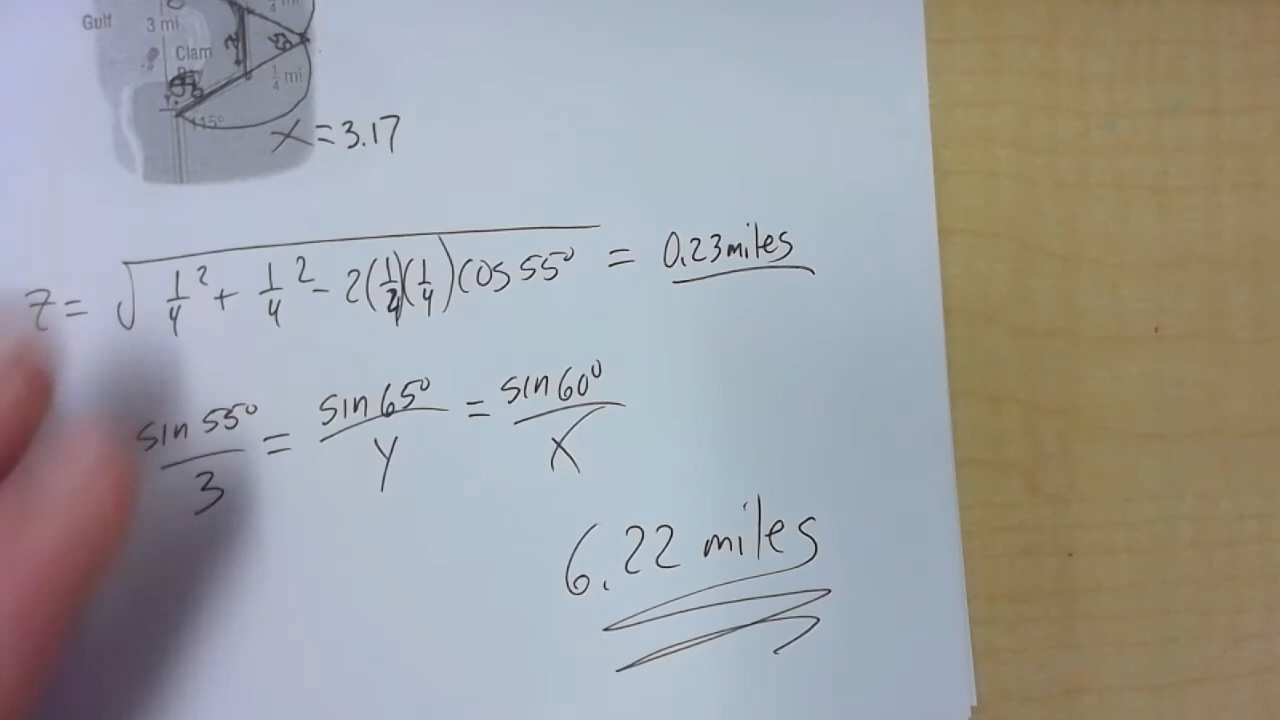 Gulf
3 mi
Clam
1/4 mi
115°
X = 3.17
Z = √(1/4² + 1/4² - 2(1/4)(1/4) cos 55°) = 0.23 miles
sin 55°/3 = sin 65°/Y = sin 60°/X
6.22 miles